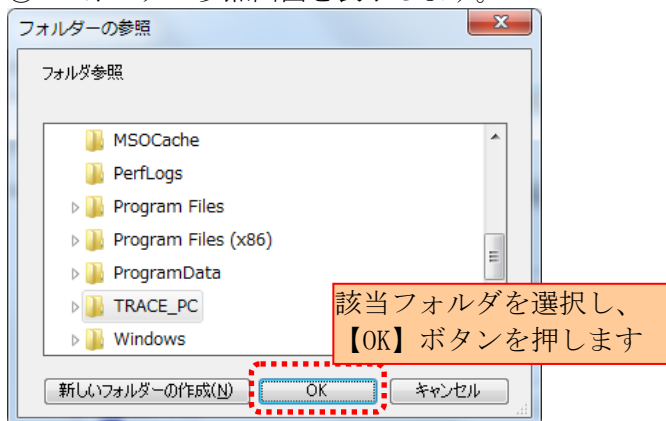 フォルダーの参照
フォルダ参照
MSOCache
PerfLogs
Program Files
Program Files (x86)
ProgramData
TRACE_PC
Windows
該当フォルダを選択し、
【OK】ボタンを押します
新しいフォルダーの作成(N) OK キャンセル